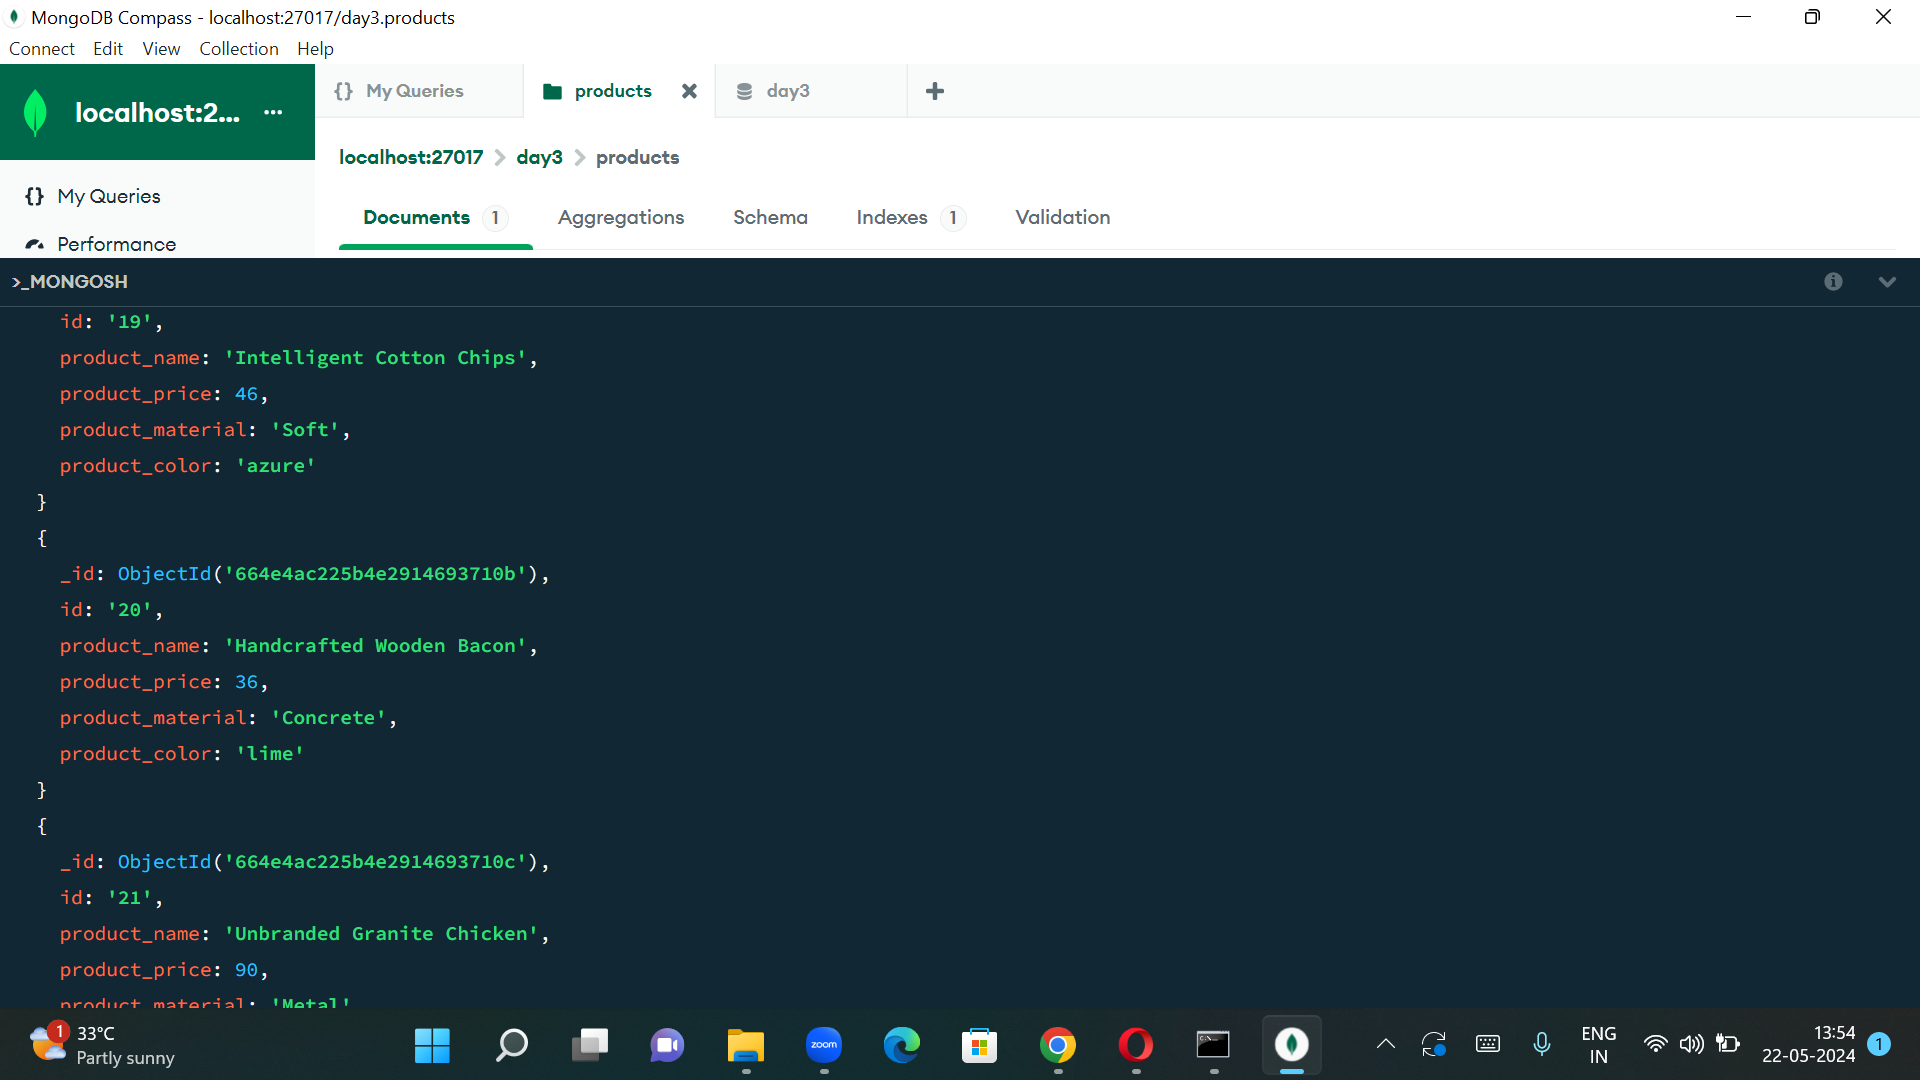 MongoDB Compass - localhost:27017/day3.products
Connect Edit View Collection Help
localhost:2... ...
{} My Queries
products
day3
localhost:27017 > day3 > products
{} My Queries
Performance
Documents 1 Aggregations Schema Indexes 1 Validation
>_MONGOSH
id: '19',
product_name: 'Intelligent Cotton Chips',
product_price: 46,
product_material: 'Soft',
product_color: 'azure'
}
{
_id: ObjectId('664e4ac225b4e2914693710b'),
id: '20',
product_name: 'Handcrafted Wooden Bacon',
product_price: 36,
product_material: 'Concrete',
product_color: 'lime'
}
{
_id: ObjectId('664e4ac225b4e2914693710c'),
id: '21',
product_name: 'Unbranded Granite Chicken',
product_price: 90,
product_material: 'Metal'
1
33°C
Partly sunny
zoom
ENG
IN
13:54
22-05-2024
1